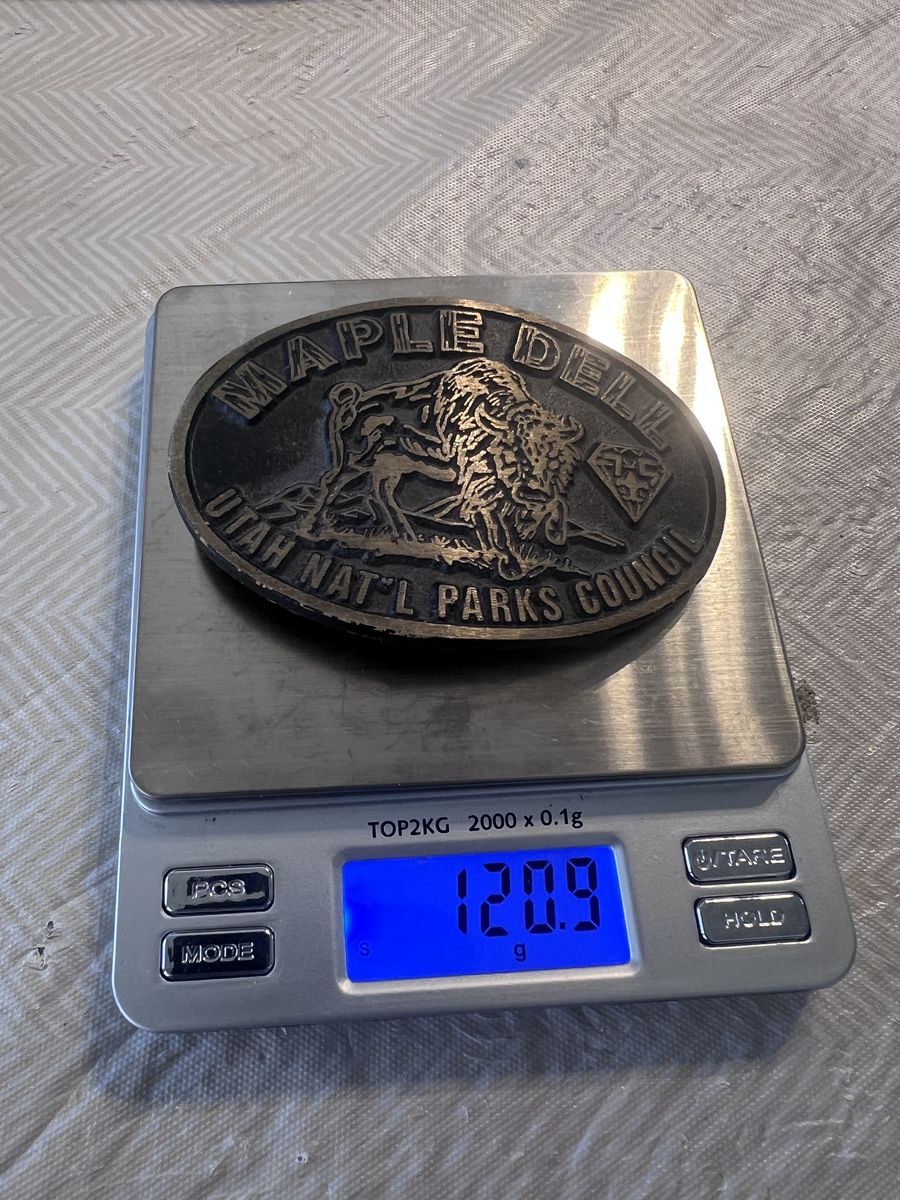 MAPLE DELL
UTAH NAT"L PARKS COUNCIL
TOP2KG 2000 x 0.1g
PCS
MODE
120.9
s g
/TARE
HOLD